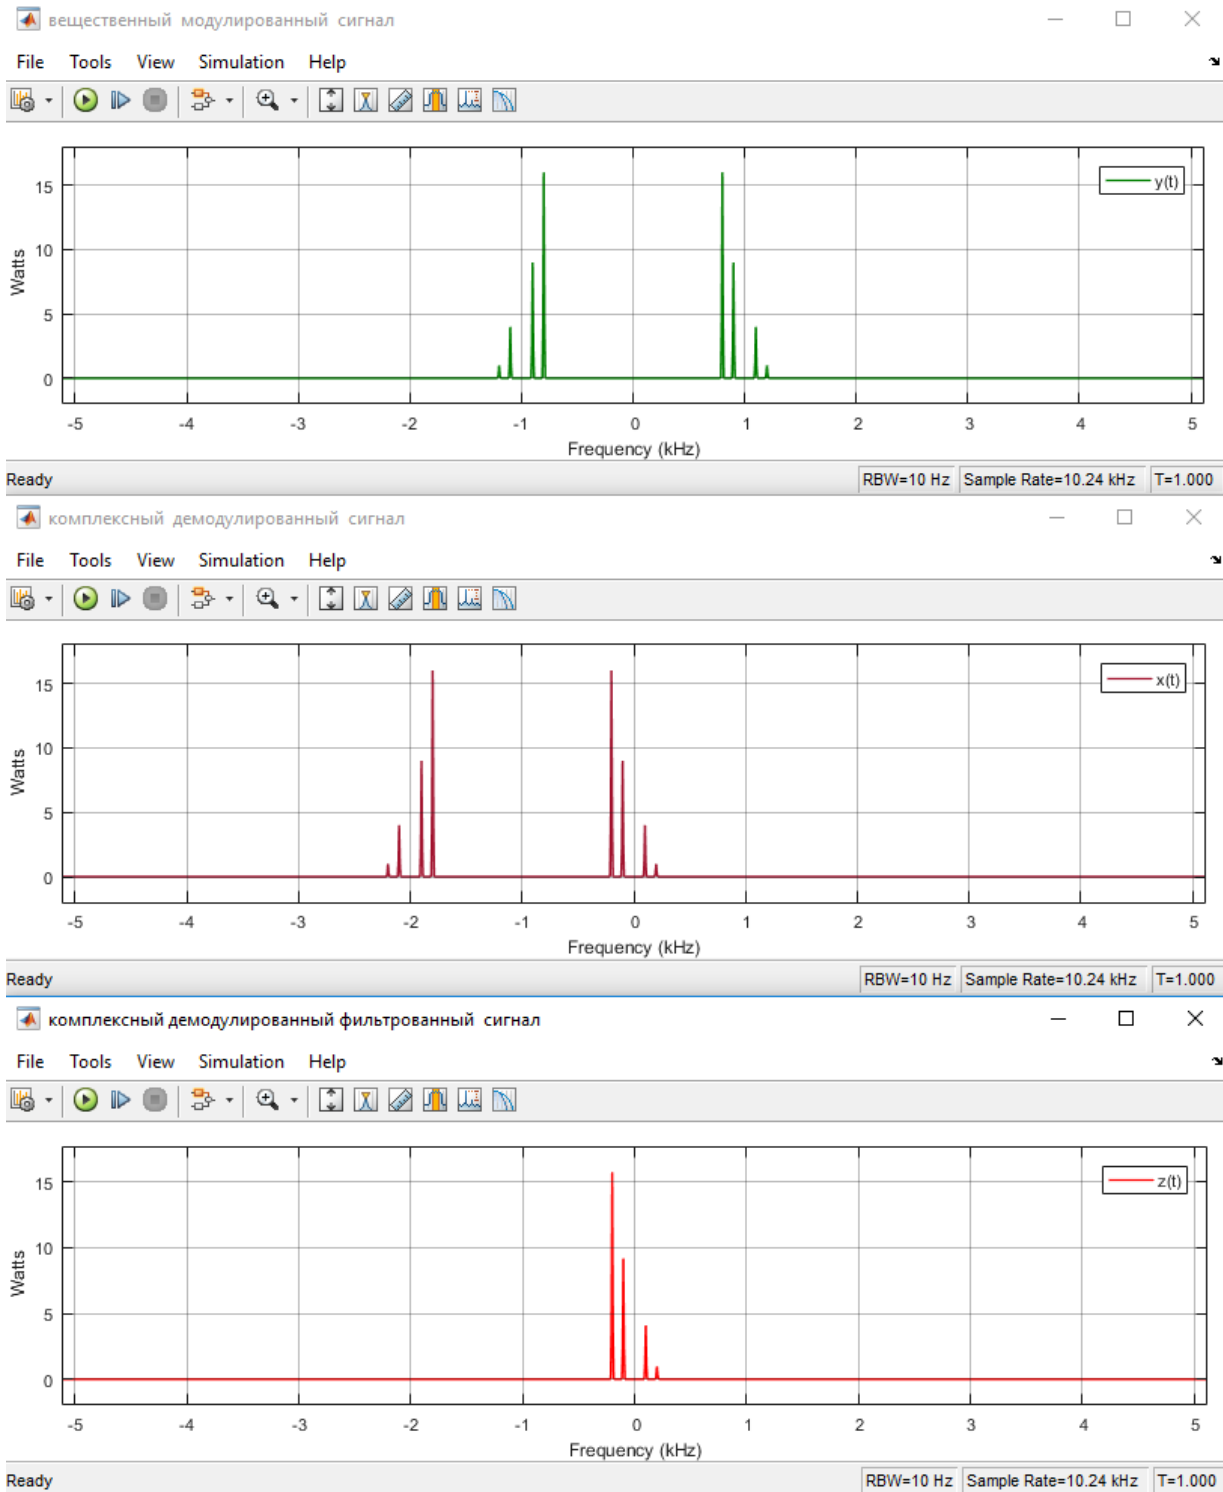 вещественный модулированный сигнал
File Tools View Simulation Help
y(t)
15
10
5
0
Watts
-5 -4 -3 -2 -1 0 1 2 3 4 5
Frequency (kHz)
Ready RBW=10 Hz Sample Rate=10.24 kHz T=1.000
комплексный демодулированный сигнал
File Tools View Simulation Help
x(t)
15
10
5
0
Watts
-5 -4 -3 -2 -1 0 1 2 3 4 5
Frequency (kHz)
Ready RBW=10 Hz Sample Rate=10.24 kHz T=1.000
комплексный демодулированный фильтрованный сигнал
File Tools View Simulation Help
z(t)
15
10
5
0
Watts
-5 -4 -3 -2 -1 0 1 2 3 4 5
Frequency (kHz)
Ready RBW=10 Hz Sample Rate=10.24 kHz T=1.000